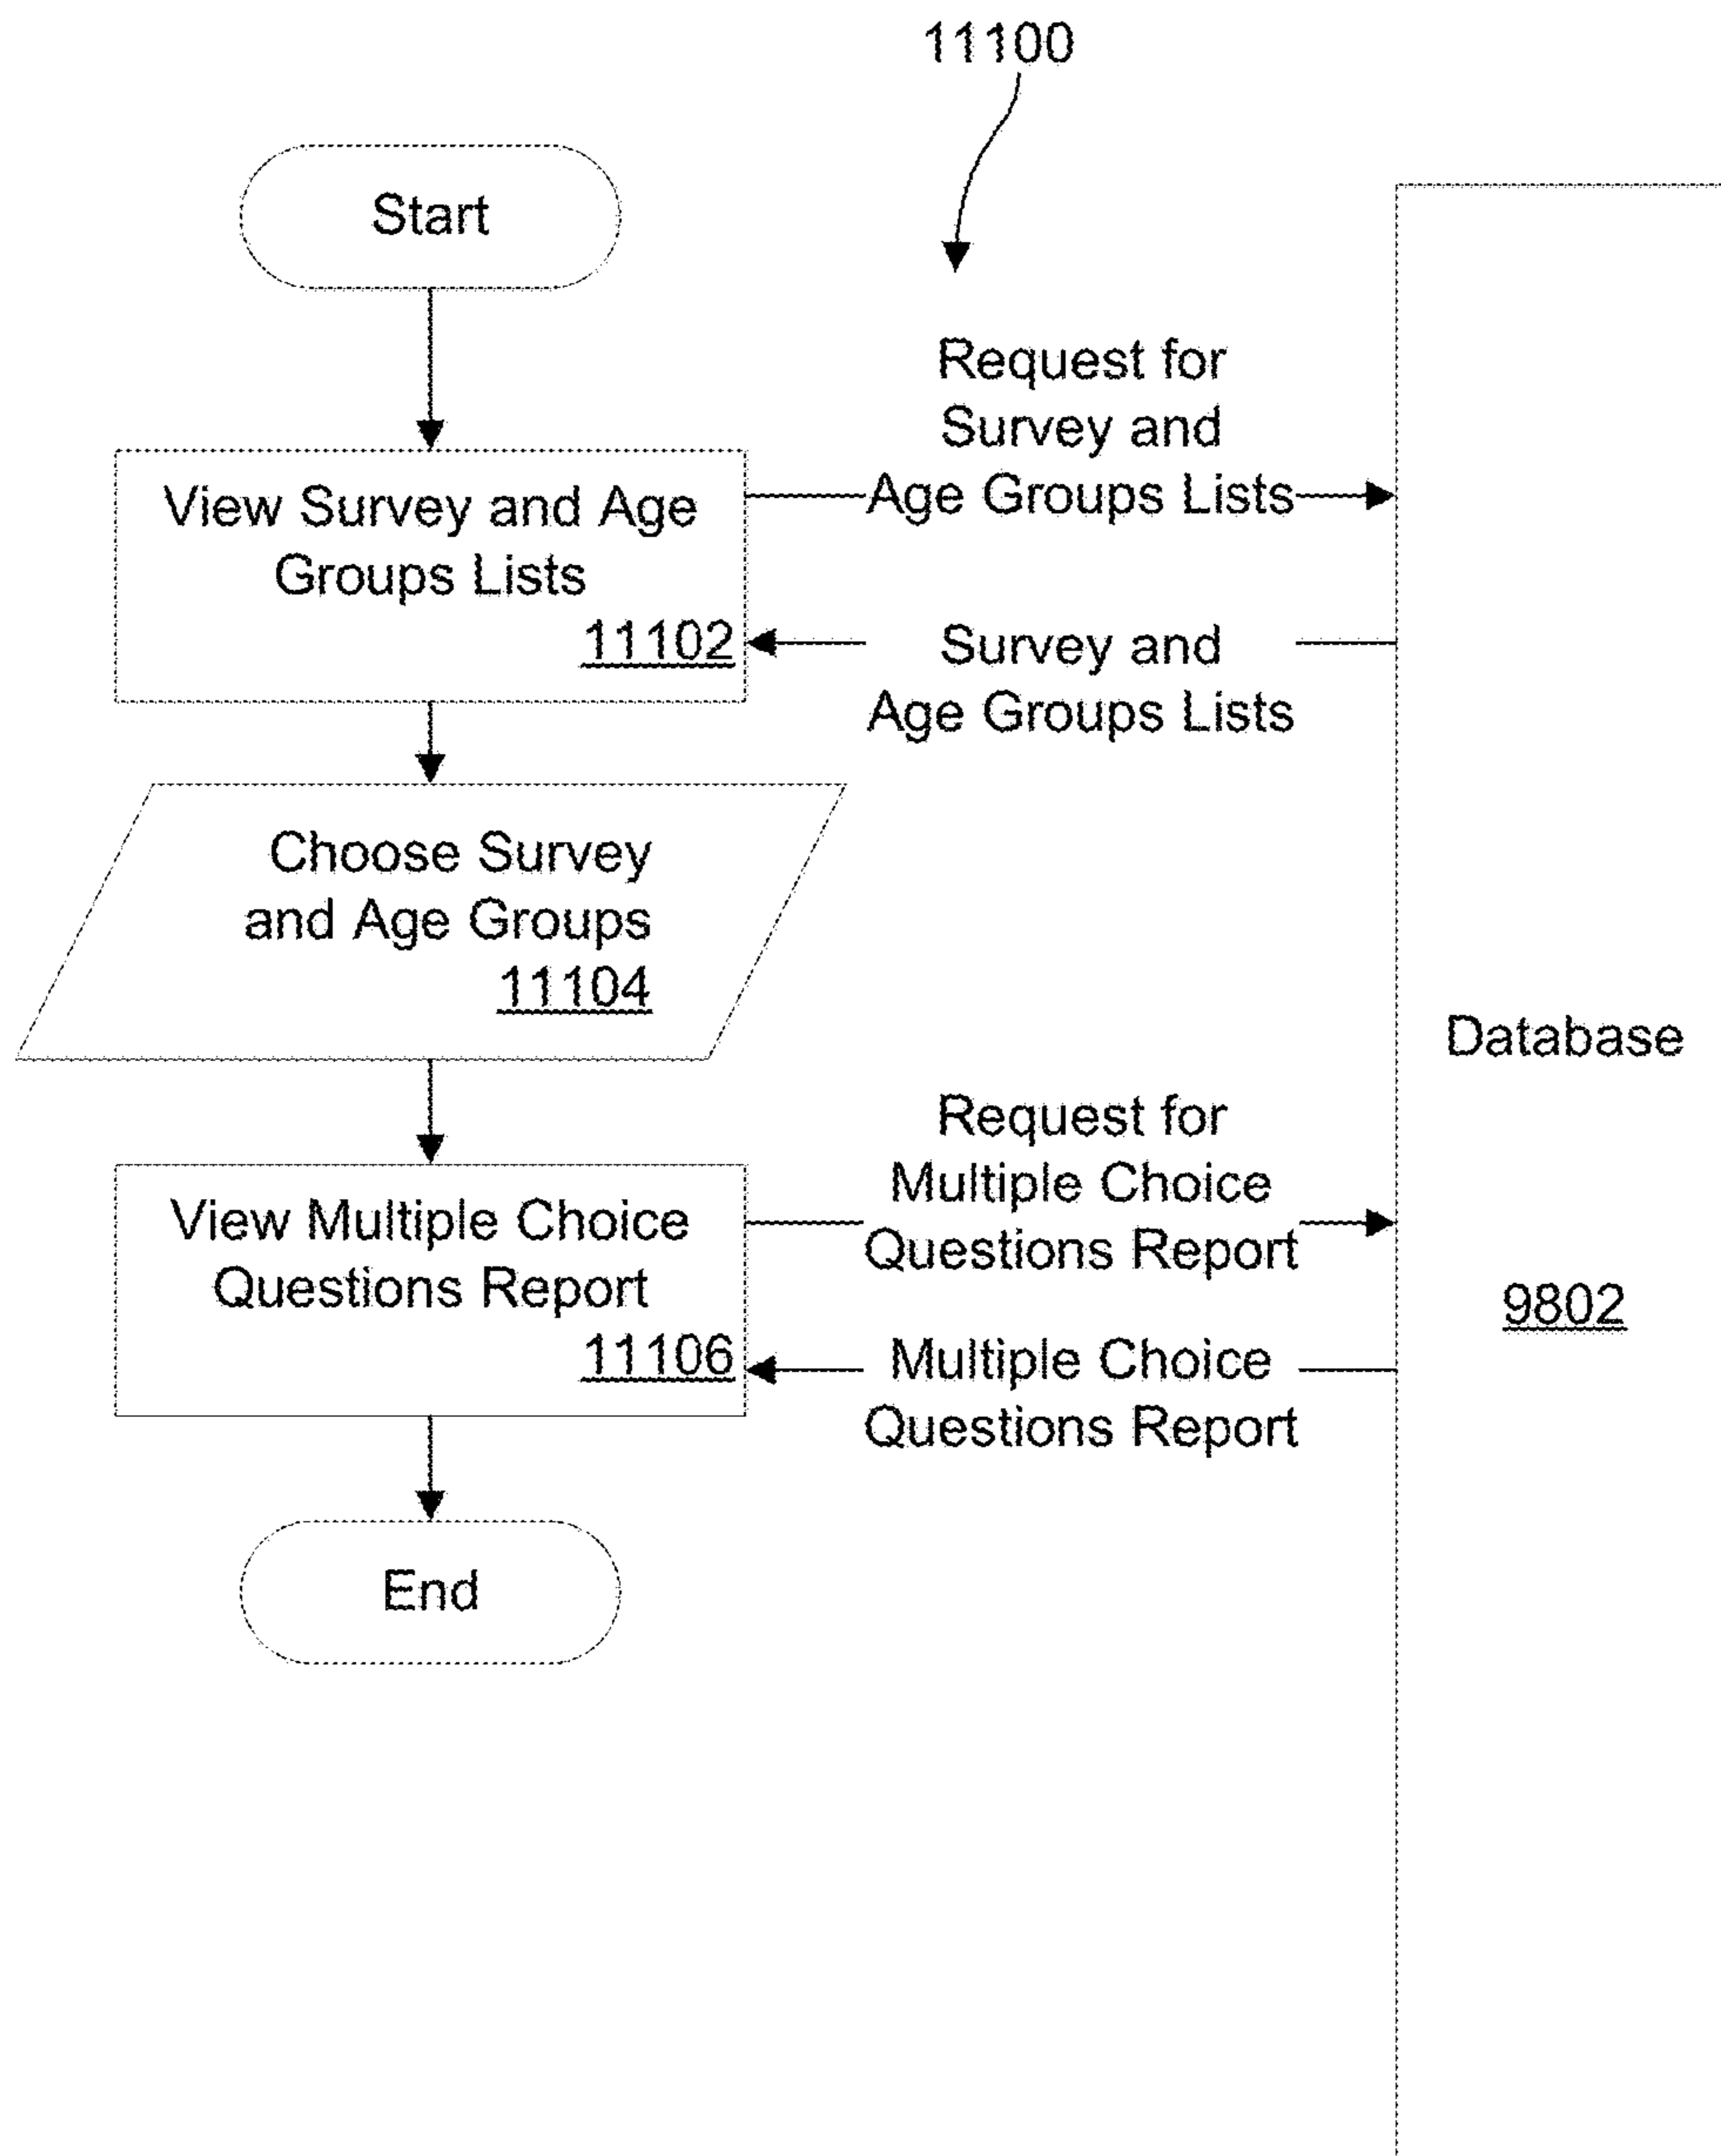 11100
Start
Request for
Survey and
Age Groups Lists
View Survey and Age
Groups Lists
11102
Survey and
Age Groups Lists
Choose Survey
and Age Groups
11104
Database
9802
Request for
Multiple Choice
Questions Report
View Multiple Choice
Questions Report
11106
Multiple Choice
Questions Report
End